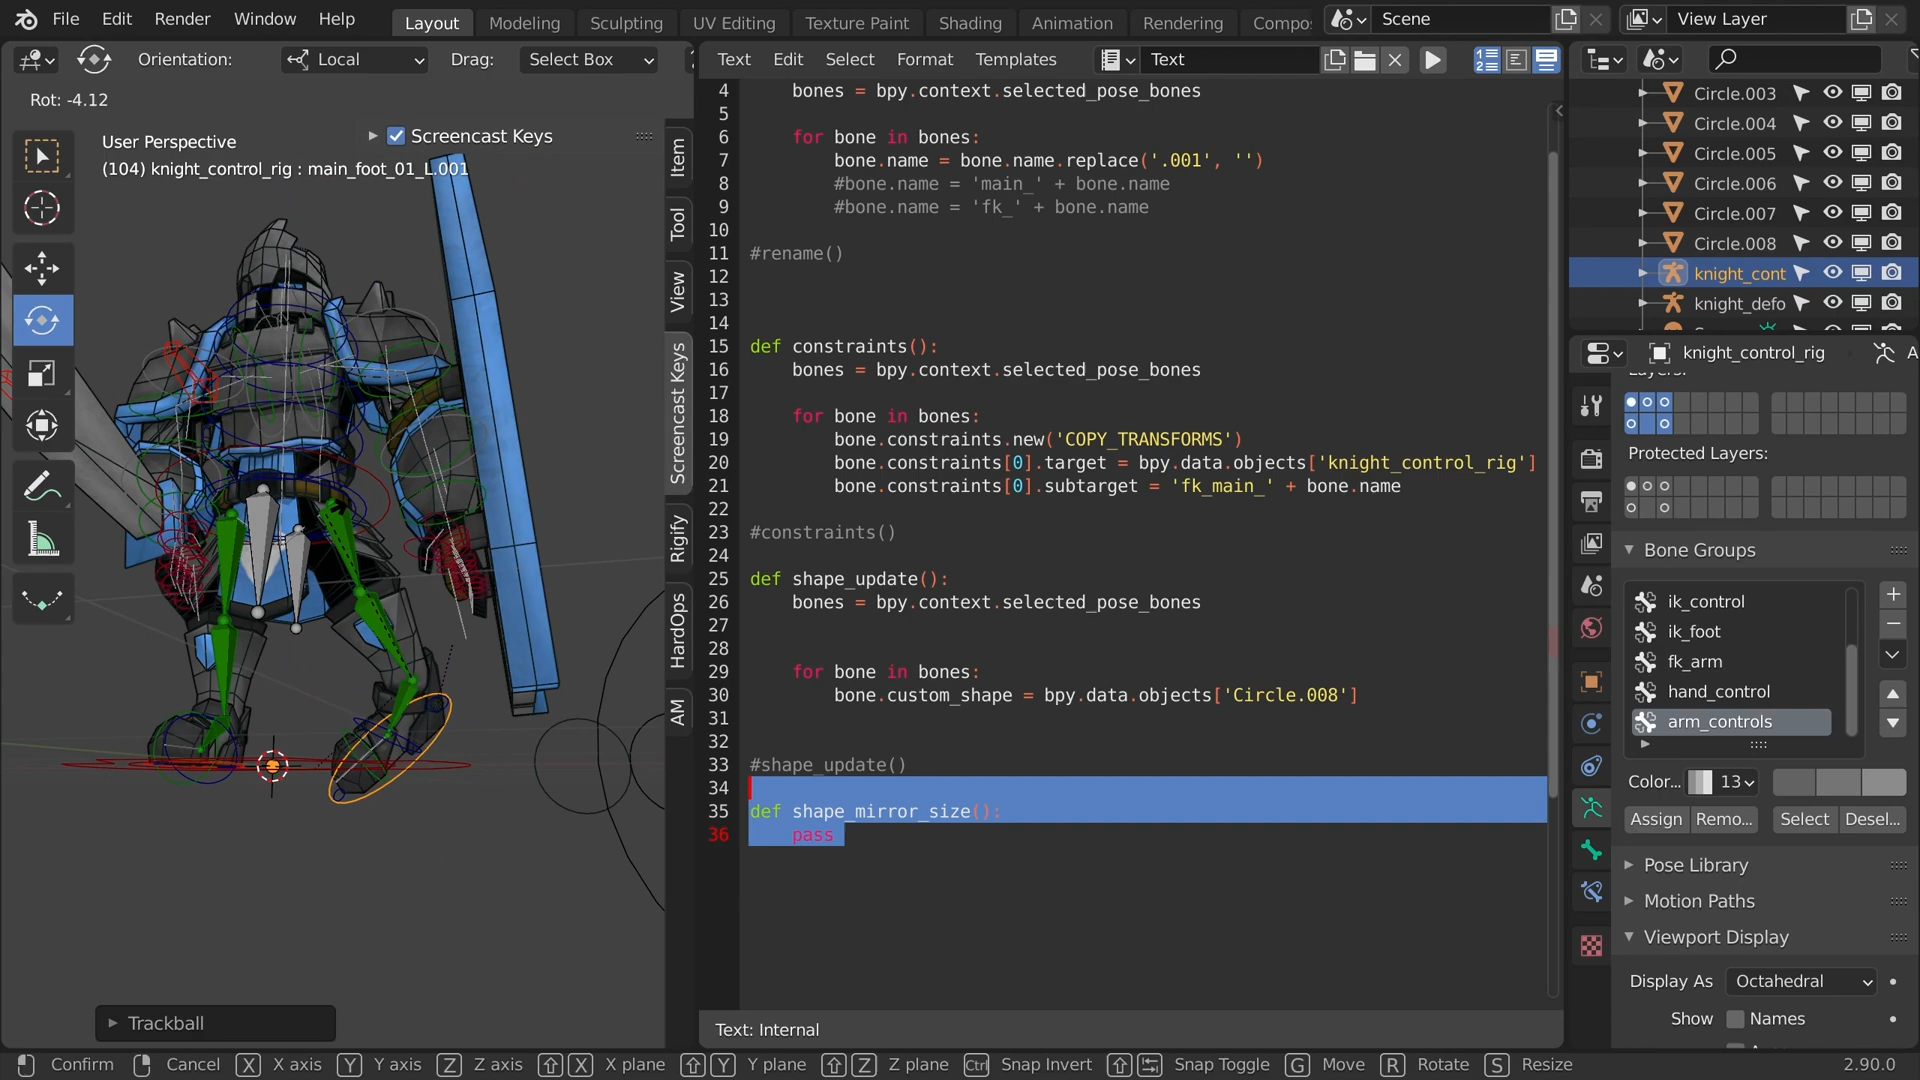 File Edit Render Window Help
Layout Modeling Sculpting UV Editing Texture Paint Shading Animation Rendering Compo:
Scene
View Layer
Orientation: Local Drag: Select Box
Text Edit Select Format Templates Text
Rot: -4.12
User Perspective
(104) knight_control_rig : main_foot_01_L.001
Screencast Keys
Item
Tool
View
Screencast Keys
Rigify
HardOps
AM
Trackball
4 bones = bpy.context.selected_pose_bones
5
6 for bone in bones:
7 bone.name = bone.name.replace('.001', '')
8 #bone.name = 'main_' + bone.name
9 #bone.name = 'fk_' + bone.name
10
11 #rename()
12
13
14
15 def constraints():
16 bones = bpy.context.selected_pose_bones
17
18 for bone in bones:
19 bone.constraints.new('COPY_TRANSFORMS')
20 bone.constraints[0].target = bpy.data.objects['knight_control_rig']
21 bone.constraints[0].subtarget = 'fk_main_' + bone.name
22
23 #constraints()
24
25 def shape_update():
26 bones = bpy.context.selected_pose_bones
27
28
29 for bone in bones:
30 bone.custom_shape = bpy.data.objects['Circle.008']
31
32
33 #shape_update()
34
35 def shape_mirror_size():
36 pass
Text: Internal
Circle.003
Circle.004
Circle.005
Circle.006
Circle.007
Circle.008
knight_cont
knight_defo
knight_control_rig A
Layers:
Protected Layers:
Bone Groups
ik_control
ik_foot
fk_arm
hand_control
arm_controls
Color... 13
Assign Remo... Select Desel...
Pose Library
Motion Paths
Viewport Display
Display As Octahedral
Show Names
Confirm Cancel X X axis Y Y axis Z Z axis X X plane Y Y plane Z Z plane Ctrl Snap Invert Snap Toggle G Move R Rotate S Resize 2.90.0